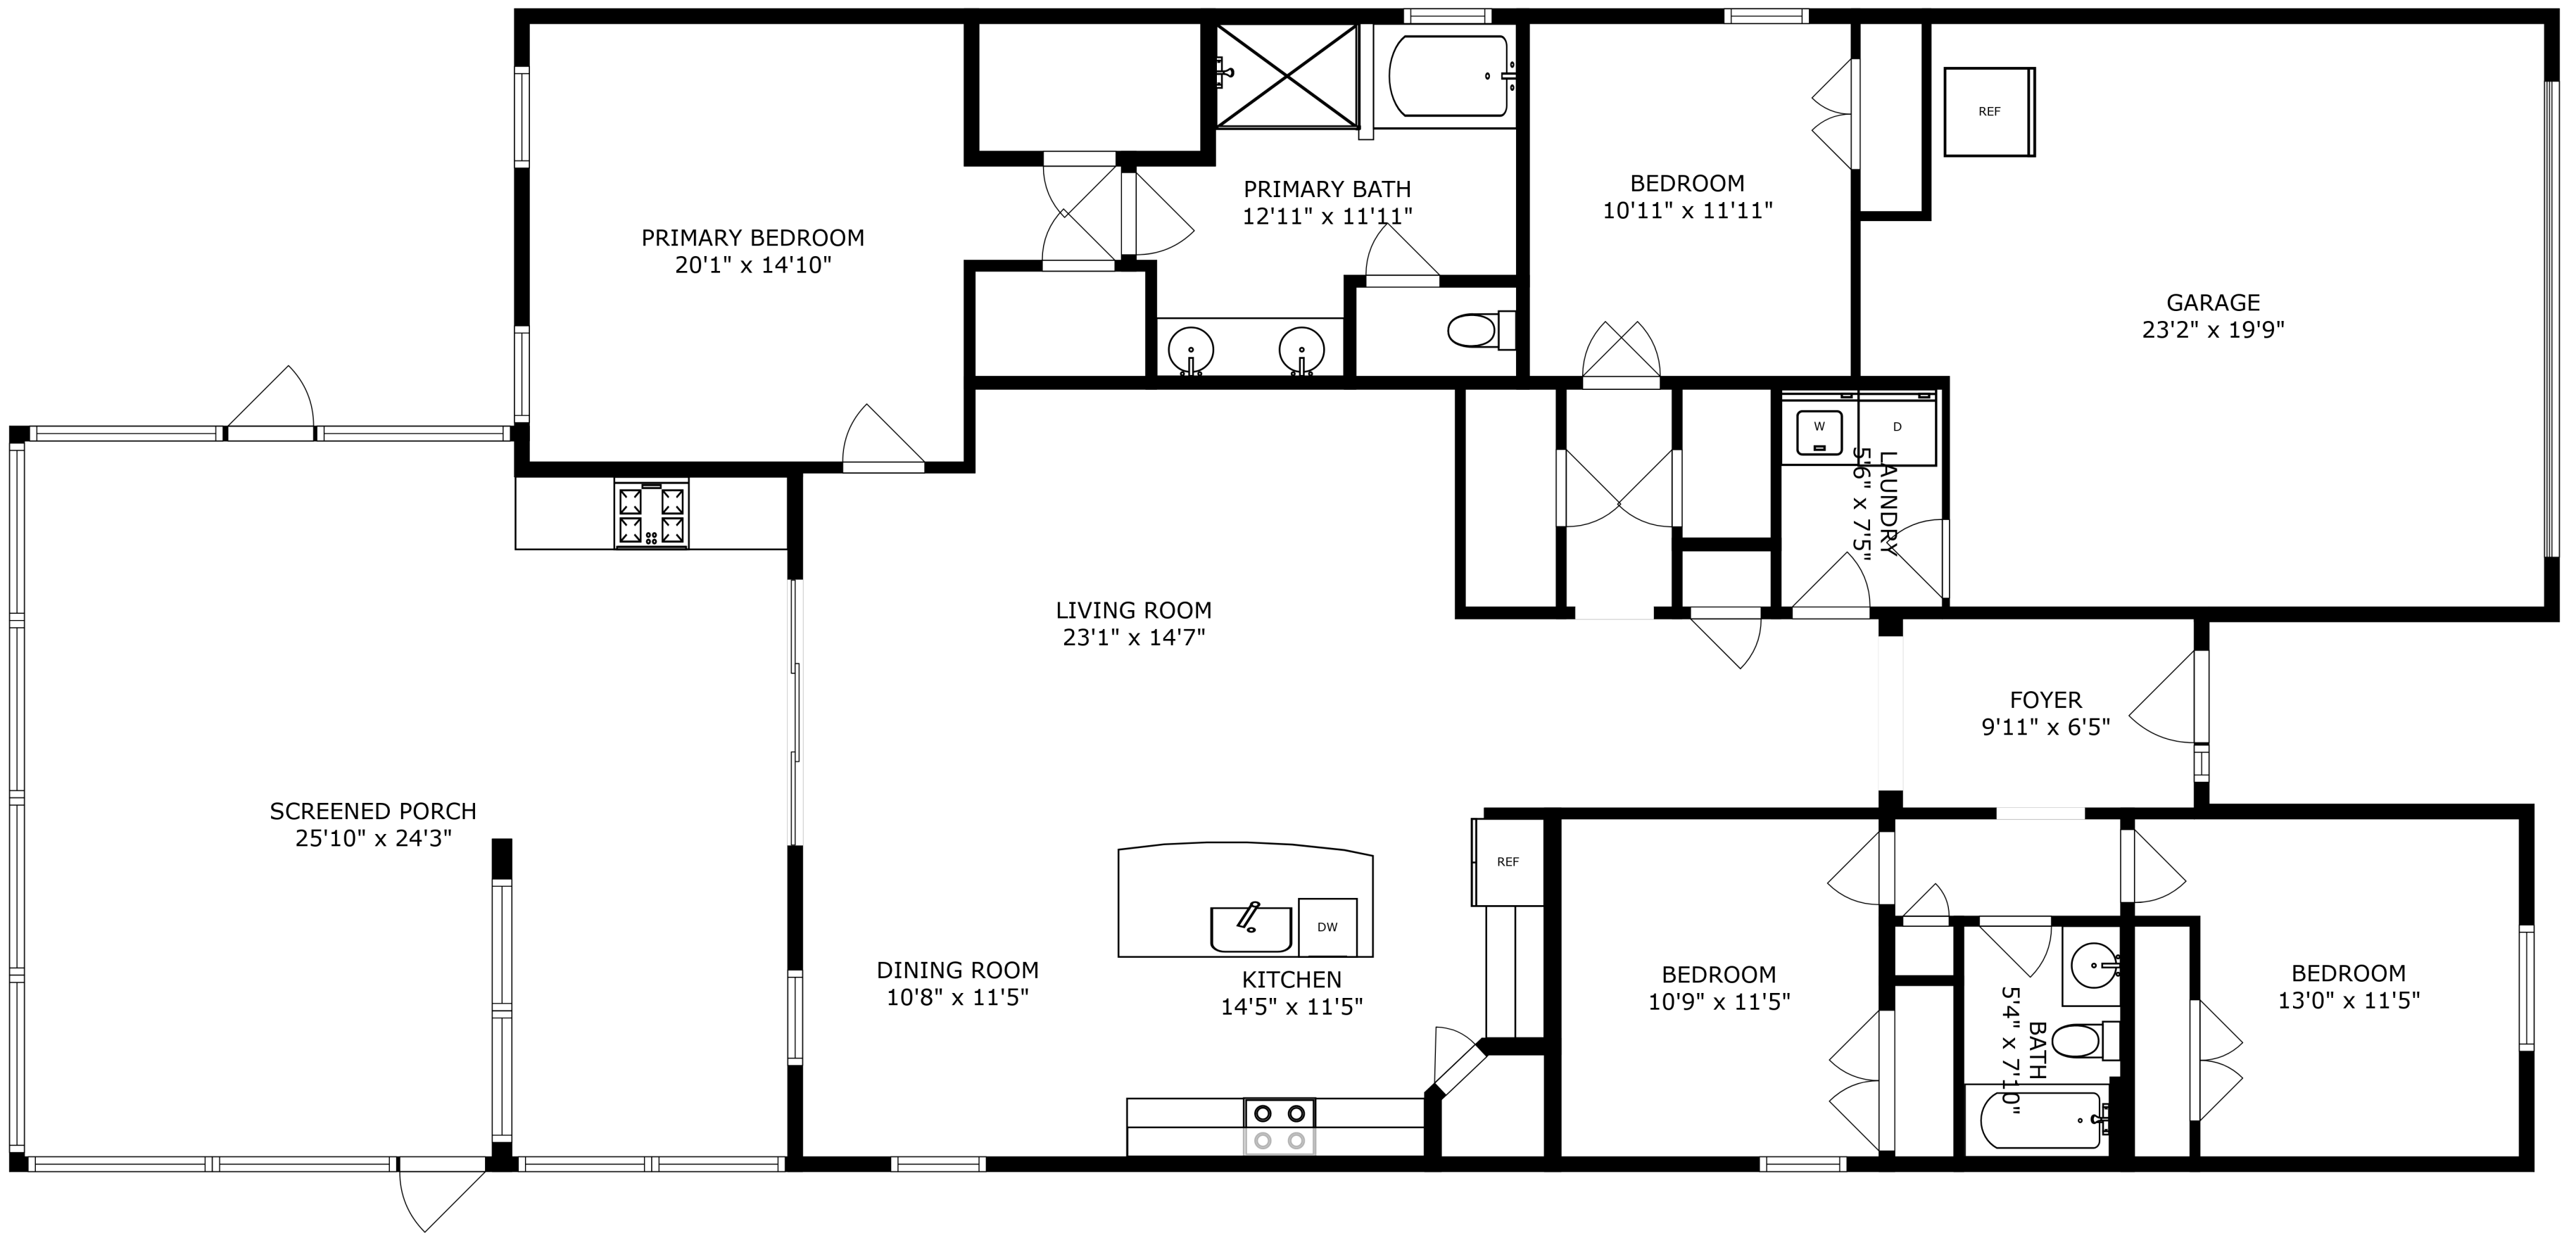 REF
PRIMARY BATH
12'11" x 11'11"
BEDROOM
10'11" x 11'11"
PRIMARY BEDROOM
20'1" x 14'10"
GARAGE
23'2" x 19'9"
W
D
LAUNDRY
5'6" x 7'5"
LIVING ROOM
23'1" x 14'7"
FOYER
9'11" x 6'5"
SCREENED PORCH
25'10" x 24'3"
REF
DW
DINING ROOM
10'8" x 11'5"
KITCHEN
14'5" x 11'5"
BEDROOM
10'9" x 11'5"
BATH
5'4" x 7'10"
BEDROOM
13'0" x 11'5"